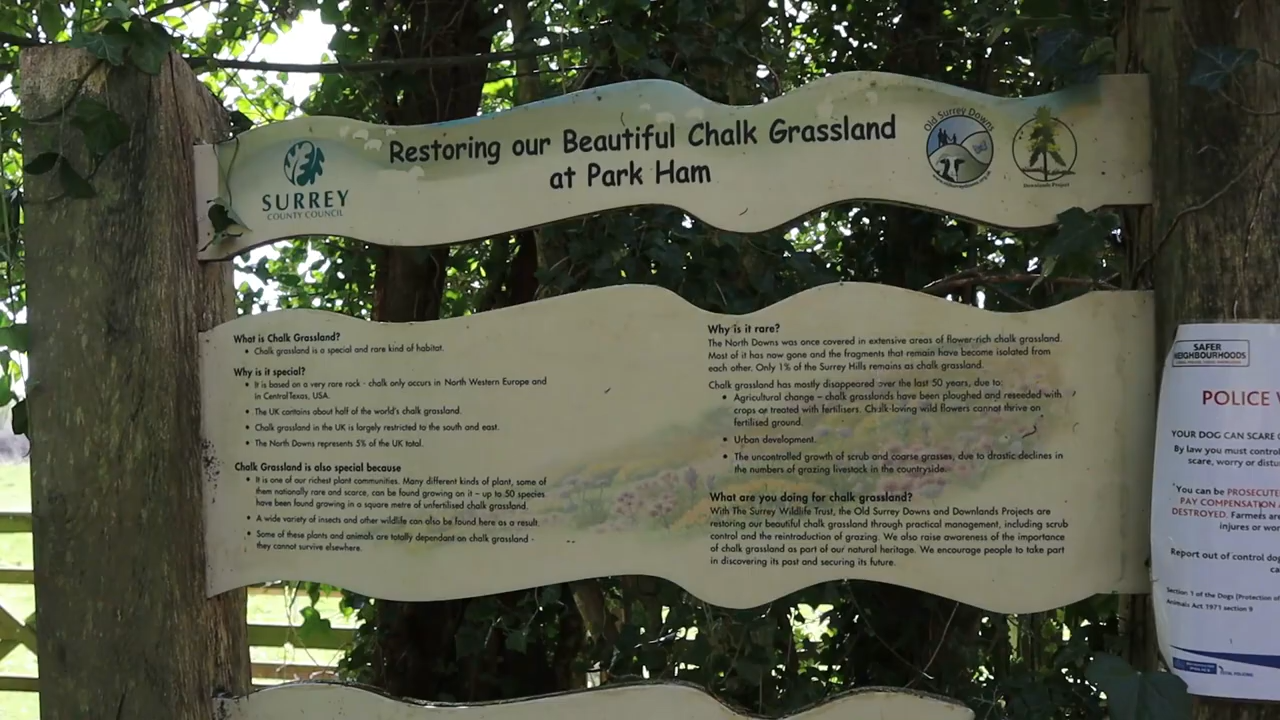 Restoring our Beautiful Chalk Grassland
at Park Ham
SURREY
COUNTY COUNCIL
Old Surrey Downs
Downlands Project
What is Chalk Grassland?
• Chalk grassland is a special and rare kind of habitat.
Why is it special?
• It is based on a very rare rock - chalk only occurs in North Western Europe and
in Central Texas, USA.
• The UK contains about half of the world's chalk grassland.
• Chalk grassland in the UK is largely restricted to the south and east.
• The North Downs represents 5% of the UK total.
Chalk Grassland is also special because
• It is one of our richest plant communities. Many different kinds of plant, some of
them nationally rare and scarce, can be found growing on it – up to 50 species
have been found growing in a square metre of unfertilised chalk grassland.
• A wide variety of insects and other wildlife can also be found here as a result.
• Some of these plants and animals are totally dependant on chalk grassland -
they cannot survive elsewhere.
Why is it rare?
The North Downs was once covered in extensive areas of flower-rich chalk grassland.
Most of it has now gone and the fragments that remain have become isolated from
each other. Only 1% of the Surrey Hills remains as chalk grassland.
Chalk grassland has mostly disappeared over the last 50 years, due to:
• Agricultural change – chalk grasslands have been ploughed and reseeded with
crops or treated with fertilisers. Chalk-loving wild flowers cannot thrive on
fertilised ground.
• Urban development.
• The uncontrolled growth of scrub and coarse grasses, due to drastic declines in
the numbers of grazing livestock in the countryside.
What are you doing for chalk grassland?
With The Surrey Wildlife Trust, the Old Surrey Downs and Downlands Projects are
restoring our beautiful chalk grassland through practical management, including scrub
control and the reintroduction of grazing. We also raise awareness of the importance
of chalk grassland as part of our natural heritage. We encourage people to take part
in discovering its past and securing its future.
SAFER
NEIGHBOURHOODS
POLICE
YOUR DOG CAN SCARE
By law you must control
scare, worry or
You can be PROSECUTED
PAY COMPENSATION
DESTROYED. Farmers are
injures or
Report out of control
Section 1 of the Dogs (Protection of
Animals Act 1971 section 9
POLICE